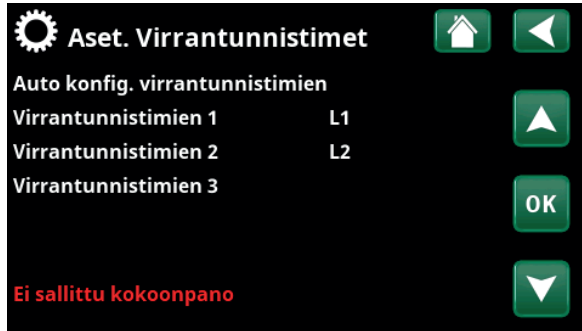 Aset. Virrantunnistimet
Auto konfig. virrantunnistimien
Virrantunnistimien 1 L1
Virrantunnistimien 2 L2
Virrantunnistimien 3
OK
Ei sallittu kokoonpano